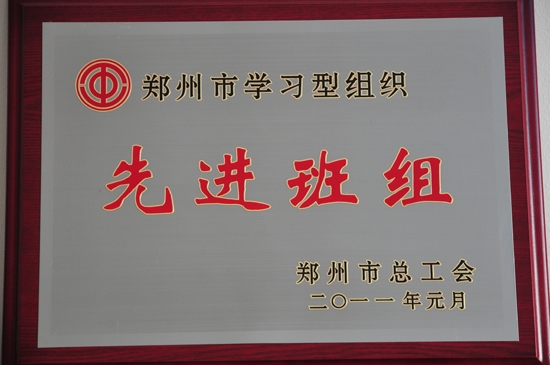 郑州市学习型组织
先进班组
郑州市总工会
二〇一一年元月